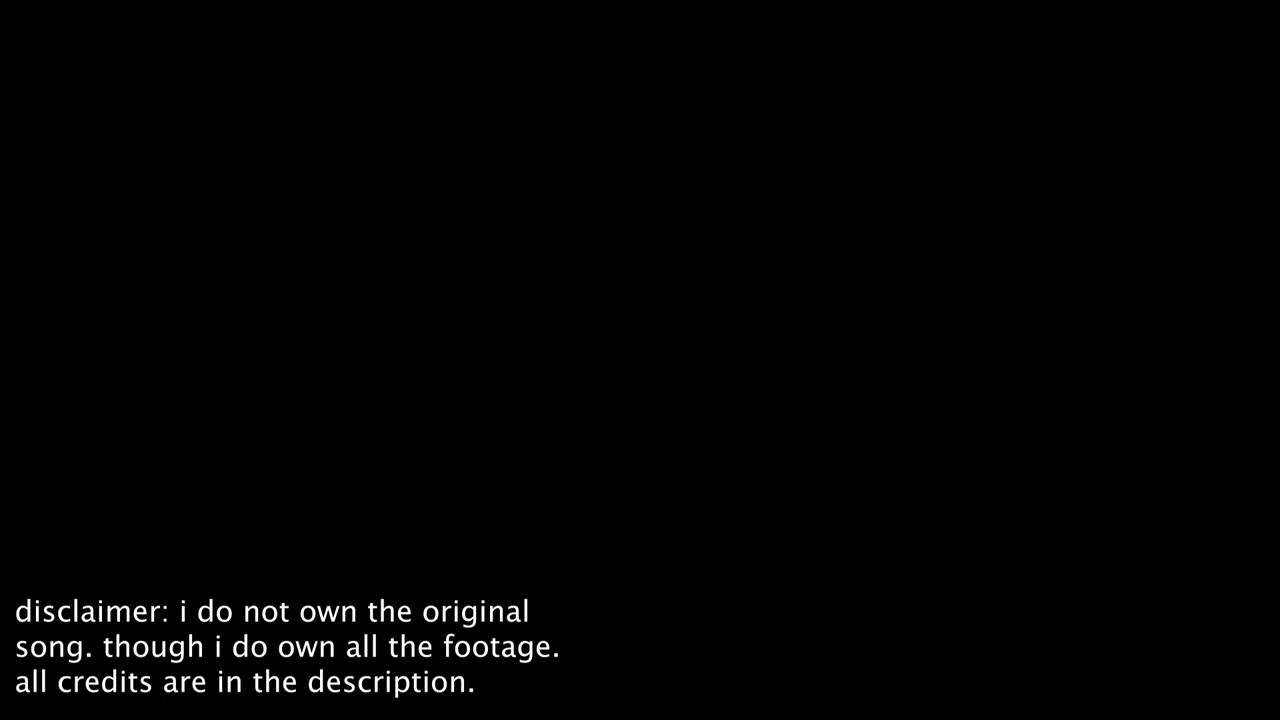 disclaimer: i do not own the original
song. though i do own all the footage.
all credits are in the description.